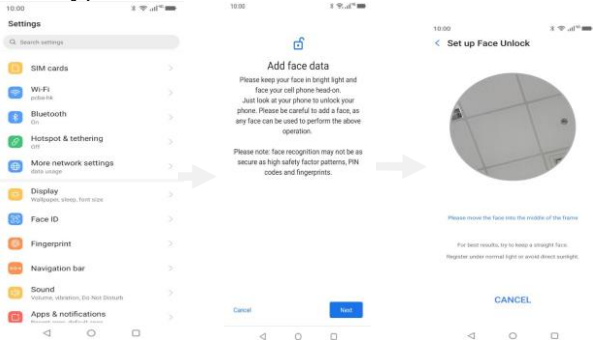 10:00
Settings
Search settings
SIM cards
Wi-Fi
Bluetooth
On
Hotspot & tethering
Off
More network settings
data usage
Display
Wallpaper, sleep, font size
Face ID
Fingerprint
Navigation bar
Sound
Volume, vibration, Do Not Disturb
Apps & notifications
10:00
Add face data
Please keep your face in bright light and
face your cell phone head-on.
Just look at your phone to unlock your
phone. Please be careful to add a face, as
any face can be used to perform the above
operation.
Please note: face recognition may not be as
secure as high safety factor patterns, PIN
codes and fingerprints.
Cancel
Next
10:00
Set up Face Unlock
Please move the face into the middle of the frame
For best results, try to keep a straight face.
Register under normal light or avoid direct sunlight
CANCEL